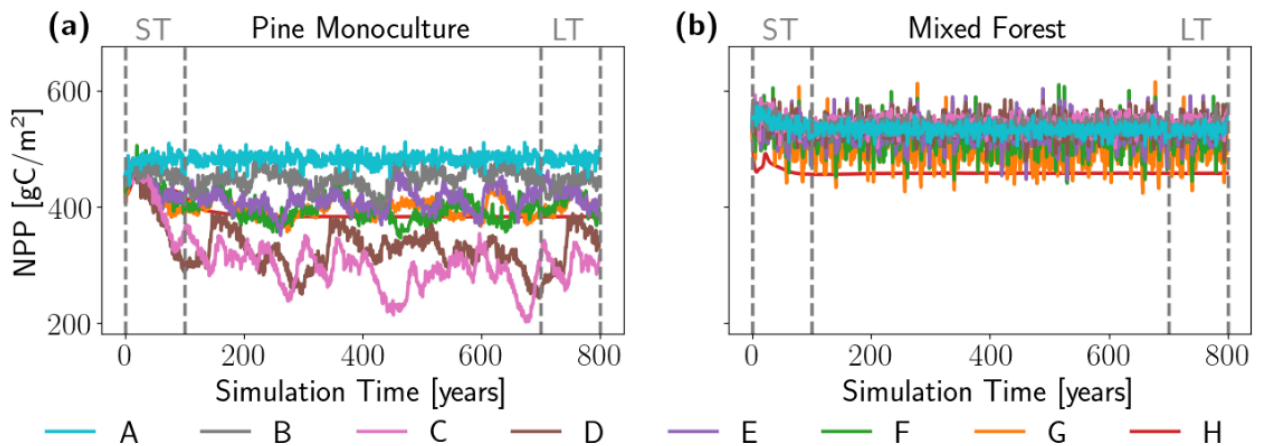 (a) ST Pine Monoculture LT
(b) ST Mixed Forest LT
NPP [gC/m²]
600
400
200
0 200 400 600 800
0 200 400 600 800
Simulation Time [years]
Simulation Time [years]
A B C D E F G H